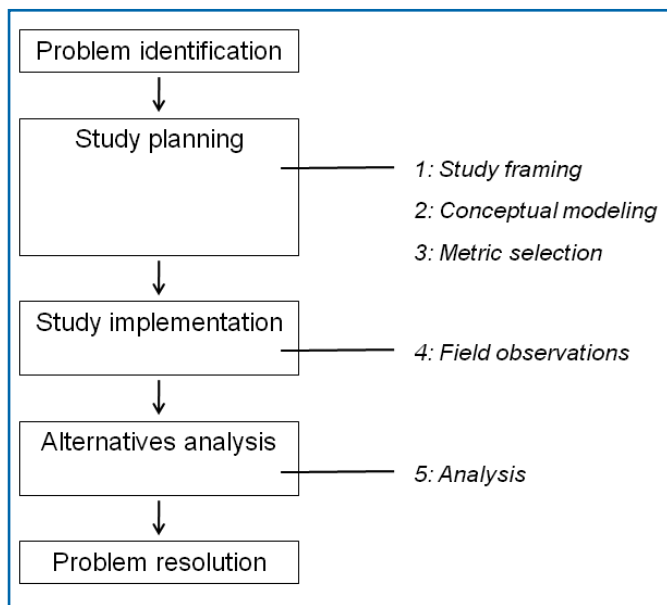 Problem identification
Study planning
1: Study framing
2: Conceptual modeling
3: Metric selection
Study implementation
4: Field observations
Alternatives analysis
5: Analysis
Problem resolution